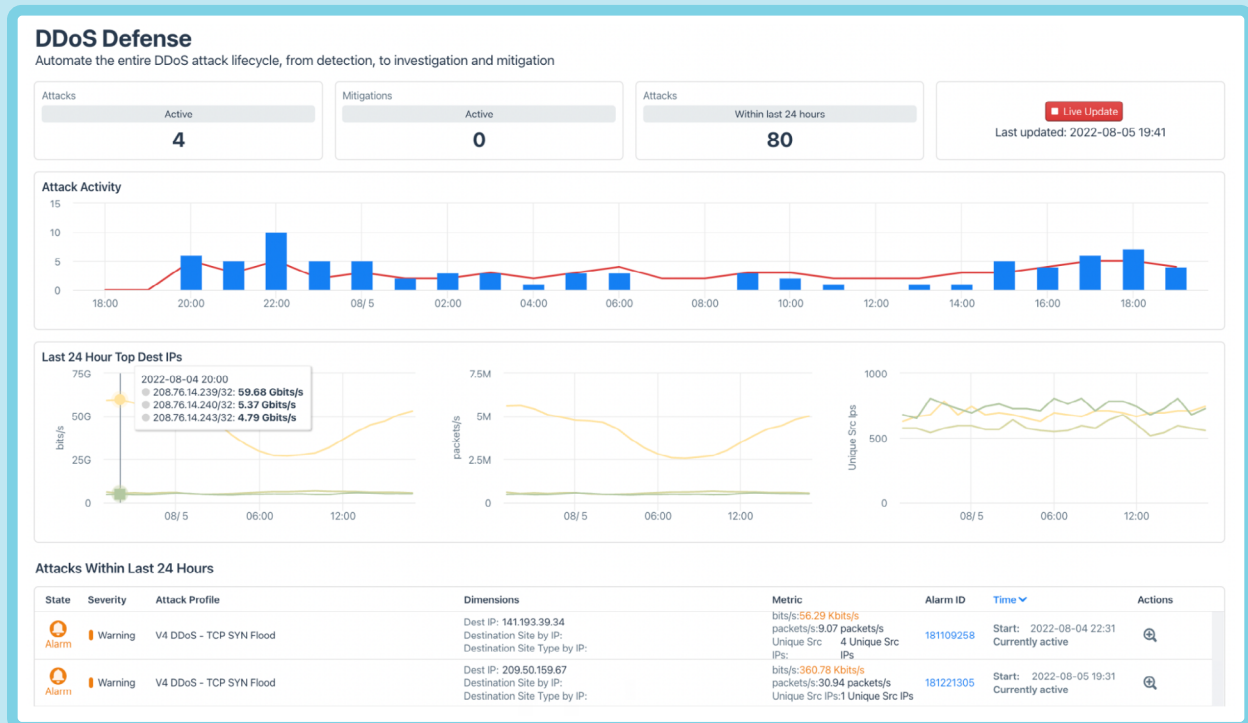 DDoS Defense
Automate the entire DDoS attack lifecycle, from detection, to investigation and mitigation
Attacks
Active
4
Mitigations
Active
0
Attacks
Within last 24 hours
80
Live Update
Last updated: 2022-08-05 19:41
Attack Activity
15
10
5
0
18:00 20:00 22:00 08/ 5 02:00 04:00 06:00 08:00 10:00 12:00 14:00 16:00 18:00
Last 24 Hour Top Dest IPs
75G
50G
25G
0
bits/s
2022-08-04 20:00
208.76.14.239/32: 59.68 Gbits/s
208.76.14.240/32: 5.37 Gbits/s
208.76.14.243/32: 4.79 Gbits/s
08/ 5 06:00 12:00
7.5M
5M
2.5M
0
packets/s
08/ 5 06:00 12:00
1000
500
0
Unique Src Ips
08/ 5 06:00 12:00
Attacks Within Last 24 Hours
State Severity Attack Profile Dimensions Metric Alarm ID Time Actions
Alarm
Warning
V4 DDoS - TCP SYN Flood
Dest IP: 141.193.39.34
Destination Site by IP:
Destination Site Type by IP:
bits/s:56.29 Kbits/s
packets/s:9.07 packets/s
Unique Src IPs: 4 Unique Src IPs
181109258
Start: 2022-08-04 22:31
Currently active
Alarm
Warning
V4 DDoS - TCP SYN Flood
Dest IP: 209.50.159.67
Destination Site by IP:
Destination Site Type by IP:
bits/s:360.78 Kbits/s
packets/s:30.94 packets/s
Unique Src IPs:1 Unique Src IPs
181221305
Start: 2022-08-05 19:31
Currently active